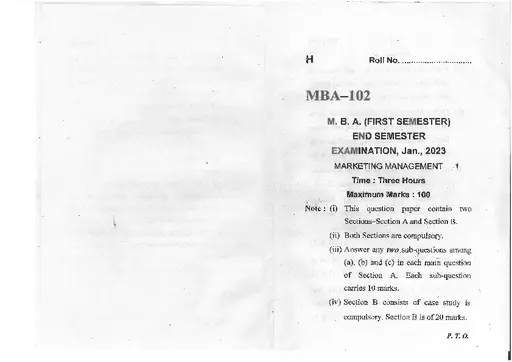 H Roll No. ..............................
MBA–102
M. B. A. (FIRST SEMESTER)
END SEMESTER
EXAMINATION, Jan., 2023
MARKETING MANAGEMENT
Time : Three Hours
Maximum Marks : 100
Note : (i) This question paper contain two
Sections–Section A and Section B.
(ii) Both Sections are compulsory.
(iii) Answer any two sub-questions among
(a), (b) and (c) in each main question
of Section A. Each sub-question
carries 10 marks.
(iv) Section B consists of case study is
compulsory. Section B is of 20 marks.
P. T. O.